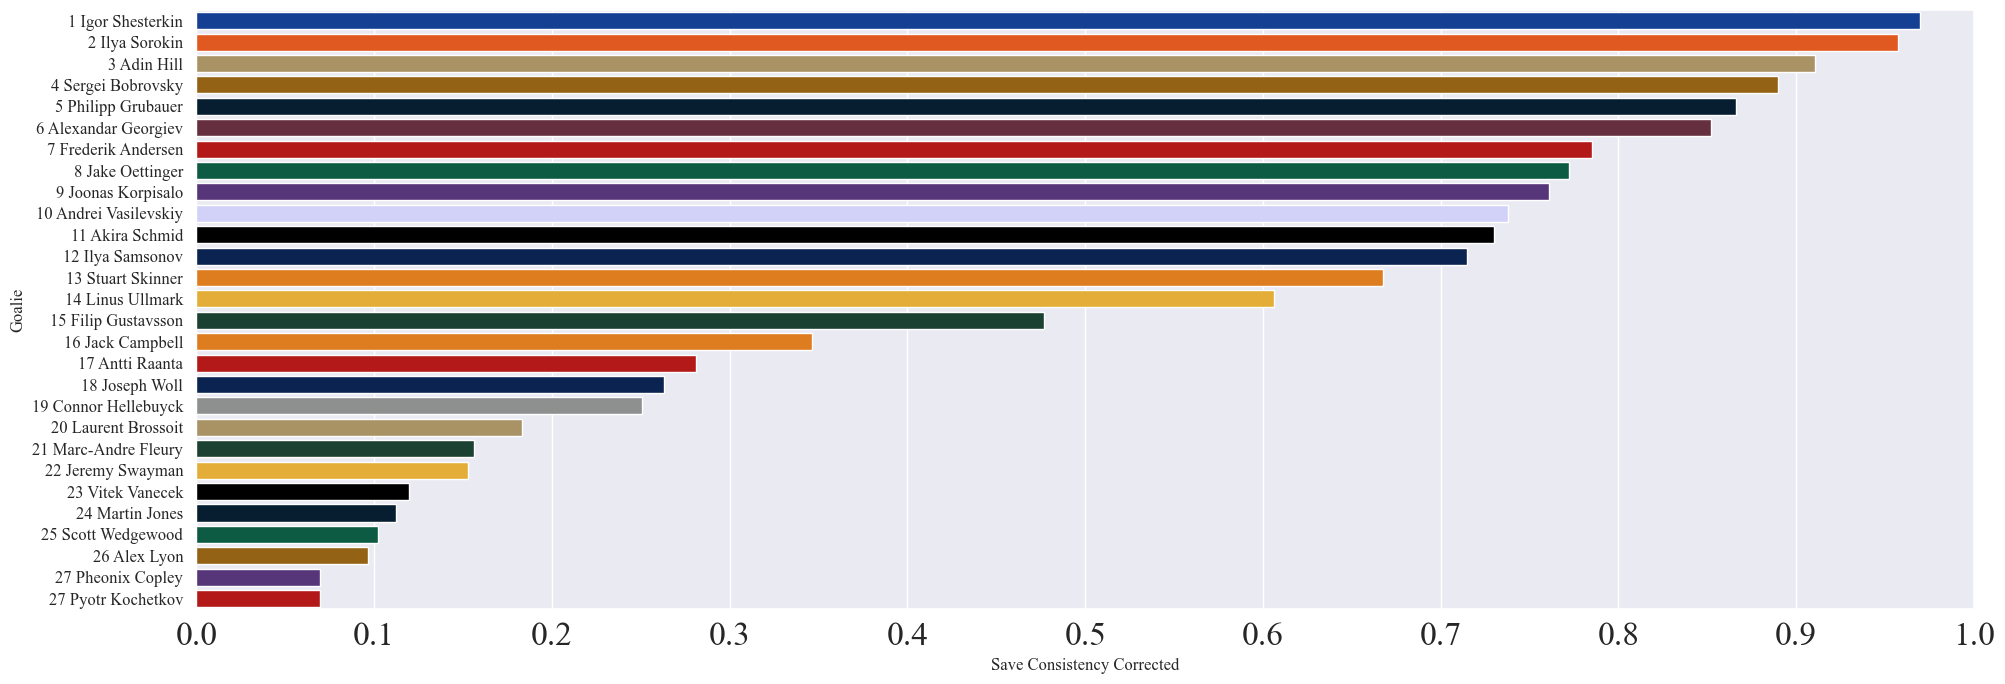 1 Igor Shesterkin
2 Ilya Sorokin
3 Adin Hill
4 Sergei Bobrovsky
5 Philipp Grubauer
6 Alexandar Georgiev
7 Frederik Andersen
8 Jake Oettinger
9 Joonas Korpisalo
10 Andrei Vasilevskiy
11 Akira Schmid
12 Ilya Samsonov
13 Stuart Skinner
14 Linus Ullmark
15 Filip Gustavsson
16 Jack Campbell
17 Antti Raanta
18 Joseph Woll
19 Connor Hellebuyck
20 Laurent Brossoit
21 Marc-Andre Fleury
22 Jeremy Swayman
23 Vitek Vanecek
24 Martin Jones
25 Scott Wedgewood
26 Alex Lyon
27 Pheonix Copley
27 Pyotr Kochetkov
Goalie
0.0 0.1 0.2 0.3 0.4 0.5 0.6 0.7 0.8 0.9 1.0
Save Consistency Corrected